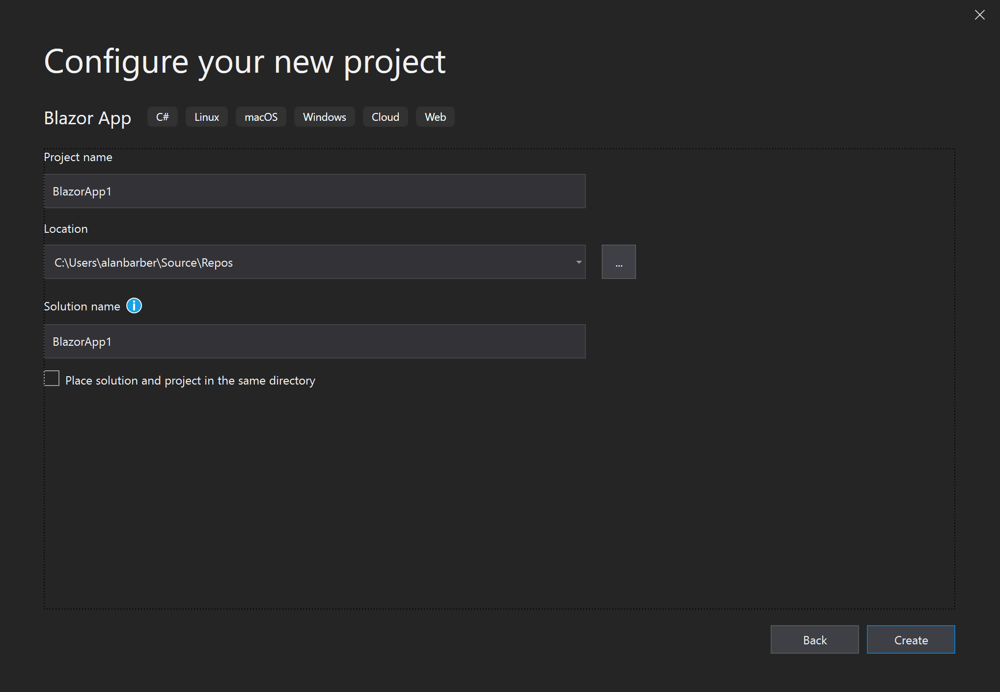 Configure your new project
Blazor App C# Linux macOS Windows Cloud Web
Project name
BlazorApp1
Location
C:\Users\alanbarber\Source\Repos
...
Solution name
BlazorApp1
Place solution and project in the same directory
Back Create